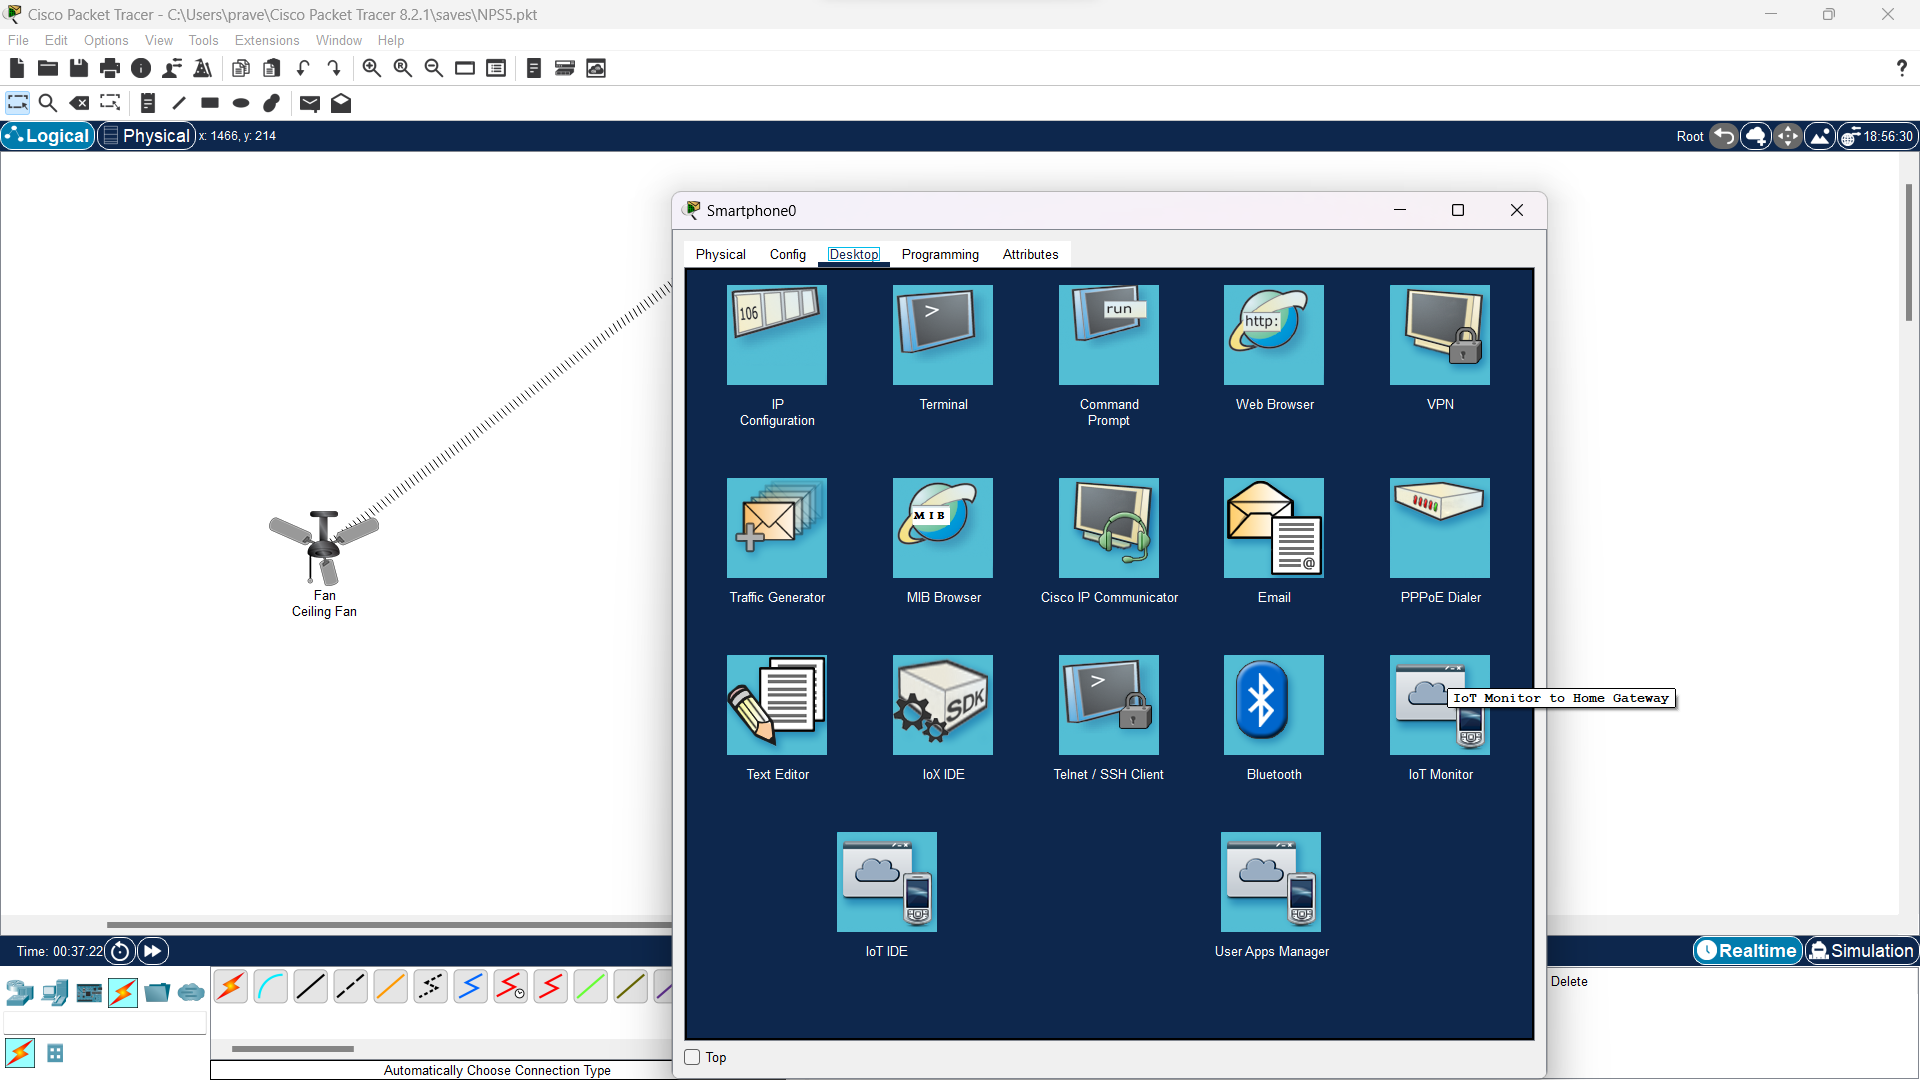 Cisco Packet Tracer - C:\Users\prave\Cisco Packet Tracer 8.2.1\saves\NPS5.pkt
File Edit Options View Tools Extensions Window Help
?
Logical Physical x: 1466, y: 214 Root 18:56:30
Smartphone0
Physical Config Desktop Programming Attributes
106
>
run
http:
IP
Configuration
Terminal
Command
Prompt
Web Browser
VPN
MIB
@
Traffic Generator
MIB Browser
Cisco IP Communicator
Email
PPPoE Dialer
Fan
Ceiling Fan
SDK
>
IoT Monitor to Home Gateway
Text Editor
IoX IDE
Telnet / SSH Client
Bluetooth
IoT Monitor
IoT IDE
User Apps Manager
Time: 00:37:22 Realtime Simulation
Delete
Top
Automatically Choose Connection Type